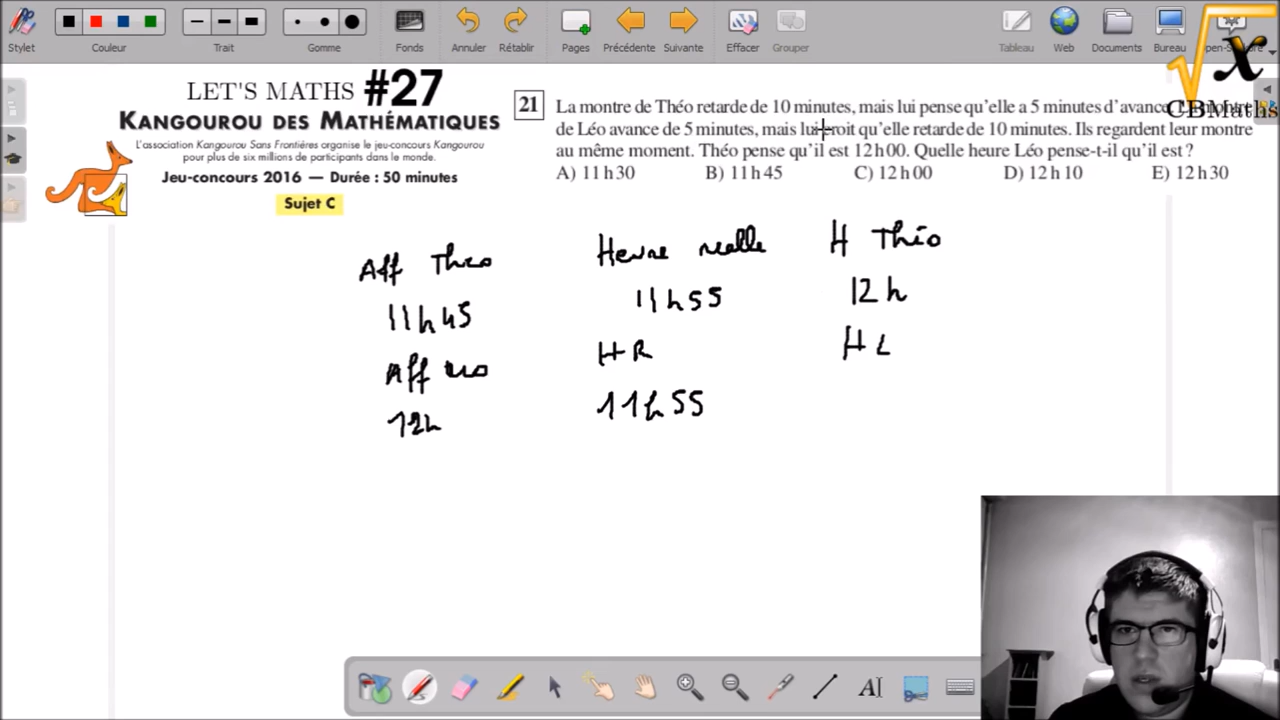 Stylet
Couleur
Trait
Gomme
Fonds
Annuler
Rétablir
Pages
Précédente
Suivante
Effacer
Grouper
Tableau
Web
Documents
Bureau
√x
CBMaths
LET'S MATHS #27
KANGOUROU DES MATHÉMATIQUES
L'association Kangourou Sans Frontières organise le jeu-concours Kangourou
pour plus de six millions de participants dans le monde.
Jeu-concours 2016 — Durée : 50 minutes
Sujet C
21
La montre de Théo retarde de 10 minutes, mais lui pense qu'elle a 5 minutes d'avance.
de Léo avance de 5 minutes, mais lui croit qu'elle retarde de 10 minutes. Ils regardent leur montre
au même moment. Théo pense qu'il est 12 h 00. Quelle heure Léo pense-t-il qu'il est ?
A) 11 h 30 B) 11 h 45 C) 12 h 00 D) 12 h 10 E) 12 h 30
Aff Theo Heure reelle H Théo
11h45 11h55 12h
Aff Leo HR H L
12h 11h55